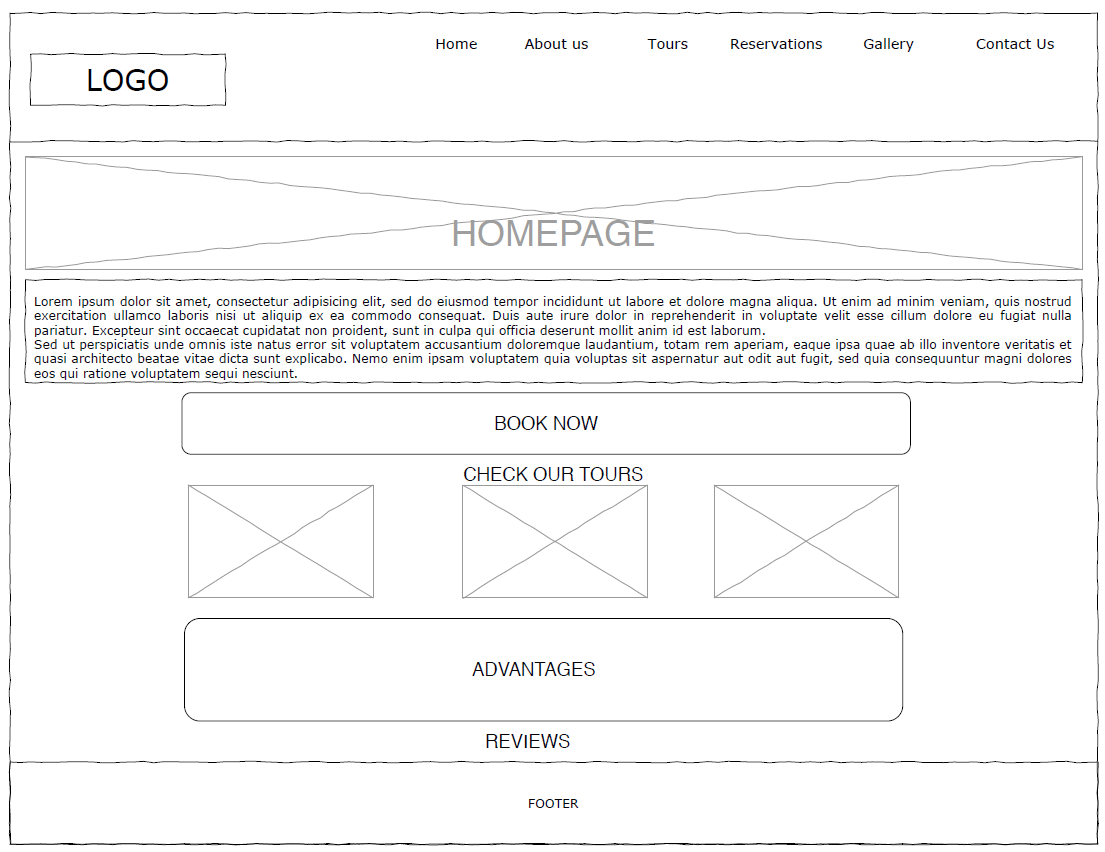 Home About us Tours Reservations Gallery Contact Us
LOGO
HOMEPAGE
Lorem ipsum dolor sit amet, consectetur adipisicing elit, sed do eiusmod tempor incididunt ut labore et dolore magna aliqua. Ut enim ad minim veniam, quis nostrud
exercitation ullamco laboris nisi ut aliquip ex ea commodo consequat. Duis aute irure dolor in reprehenderit in voluptate velit esse cillum dolore eu fugiat nulla
pariatur. Excepteur sint occaecat cupidatat non proident, sunt in culpa qui officia deserunt mollit anim id est laborum.
Sed ut perspiciatis unde omnis iste natus error sit voluptatem accusantium doloremque laudantium, totam rem aperiam, eaque ipsa quae ab illo inventore veritatis et
quasi architecto beatae vitae dicta sunt explicabo. Nemo enim ipsam voluptatem quia voluptas sit aspernatur aut odit aut fugit, sed quia consequuntur magni dolores
eos qui ratione voluptatem sequi nesciunt.
BOOK NOW
CHECK OUR TOURS
ADVANTAGES
REVIEWS
FOOTER